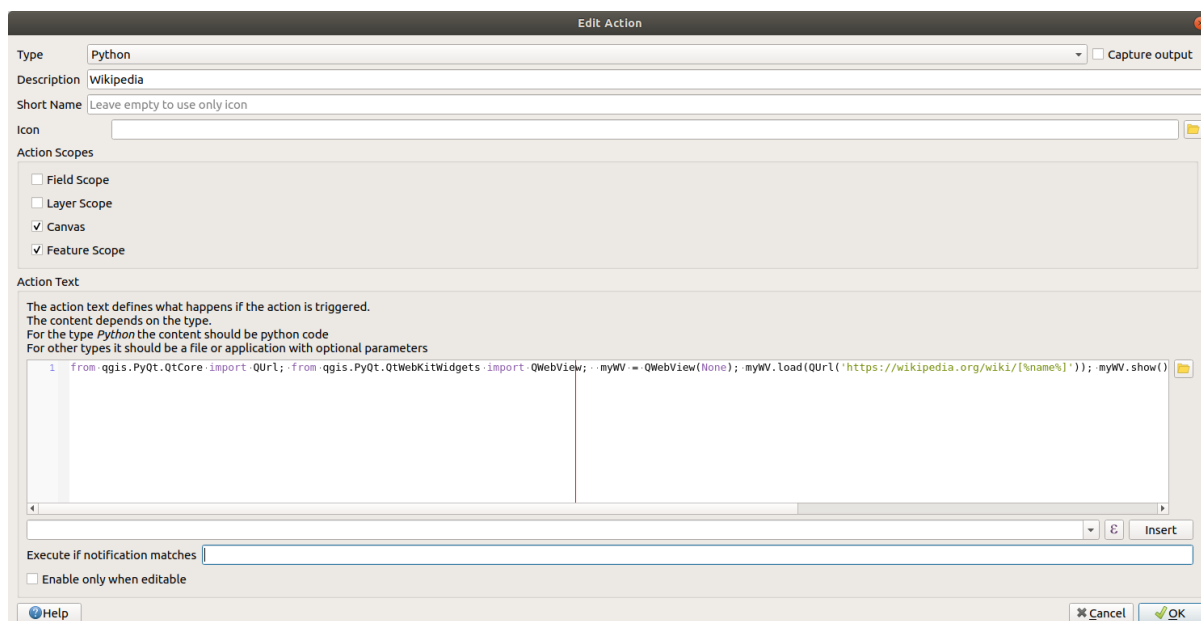 Edit Action
Type Python Capture output
Description Wikipedia
Short Name Leave empty to use only icon
Icon
Action Scopes
Field Scope
Layer Scope
Canvas
Feature Scope
Action Text
The action text defines what happens if the action is triggered.
The content depends on the type.
For the type Python the content should be python code
For other types it should be a file or application with optional parameters
1 from·qgis.PyQt.QtCore·import·QUrl;·from·qgis.PyQt.QtWebKitWidgets·import·QWebView;··myWV·=·QWebView(None);·myWV.load(QUrl('https://wikipedia.org/wiki/[%name%]'));·myWV.show()
ε Insert
Execute if notification matches
Enable only when editable
Help Cancel OK